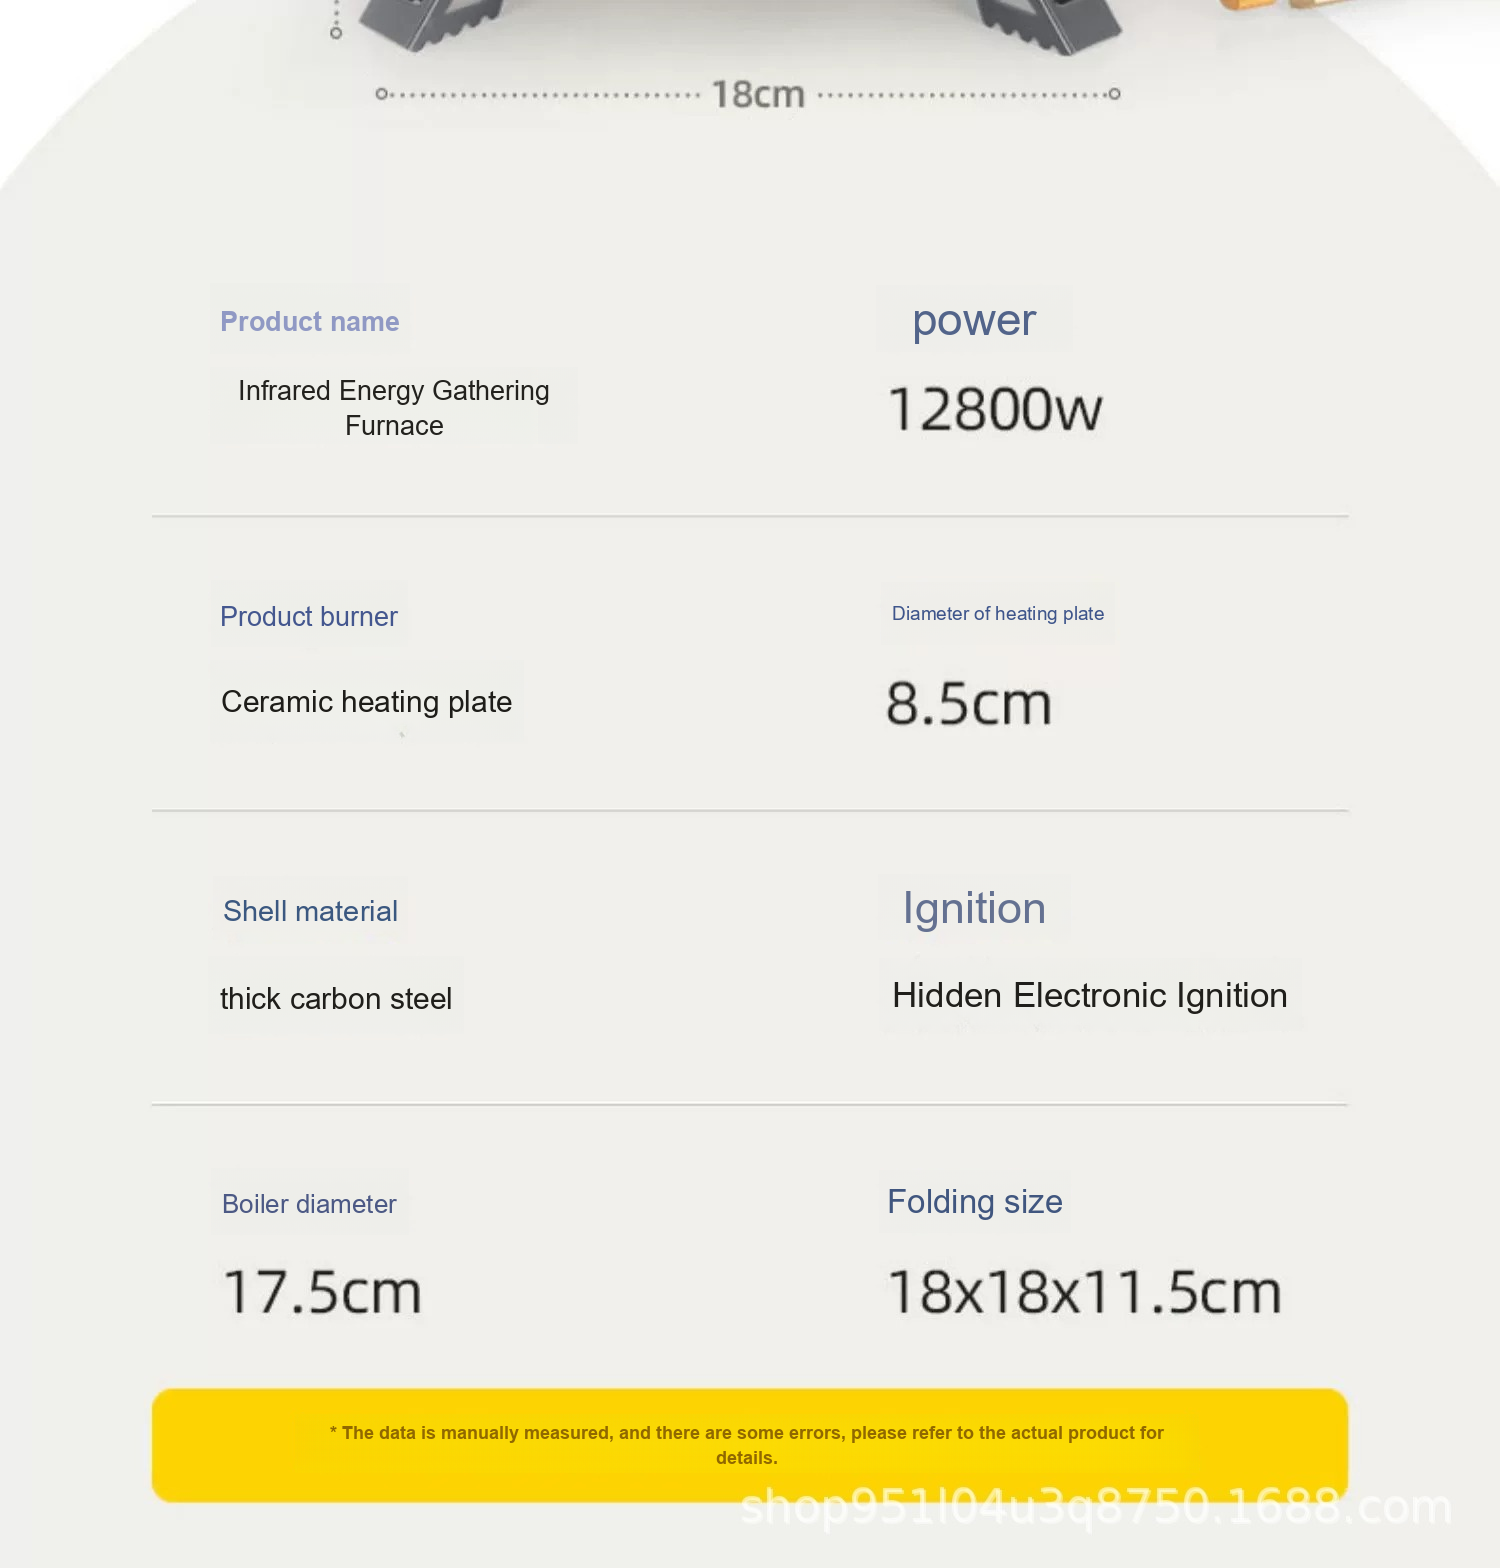 18cm
Product name
power
Infrared Energy Gathering
Furnace
12800w
Product burner
Diameter of heating plate
Ceramic heating plate
8.5cm
Shell material
Ignition
thick carbon steel
Hidden Electronic Ignition
Boiler diameter
Folding size
17.5cm
18x18x11.5cm
* The data is manually measured, and there are some errors, please refer to the actual product for
details.
shop951l04u3q8750.1688.com